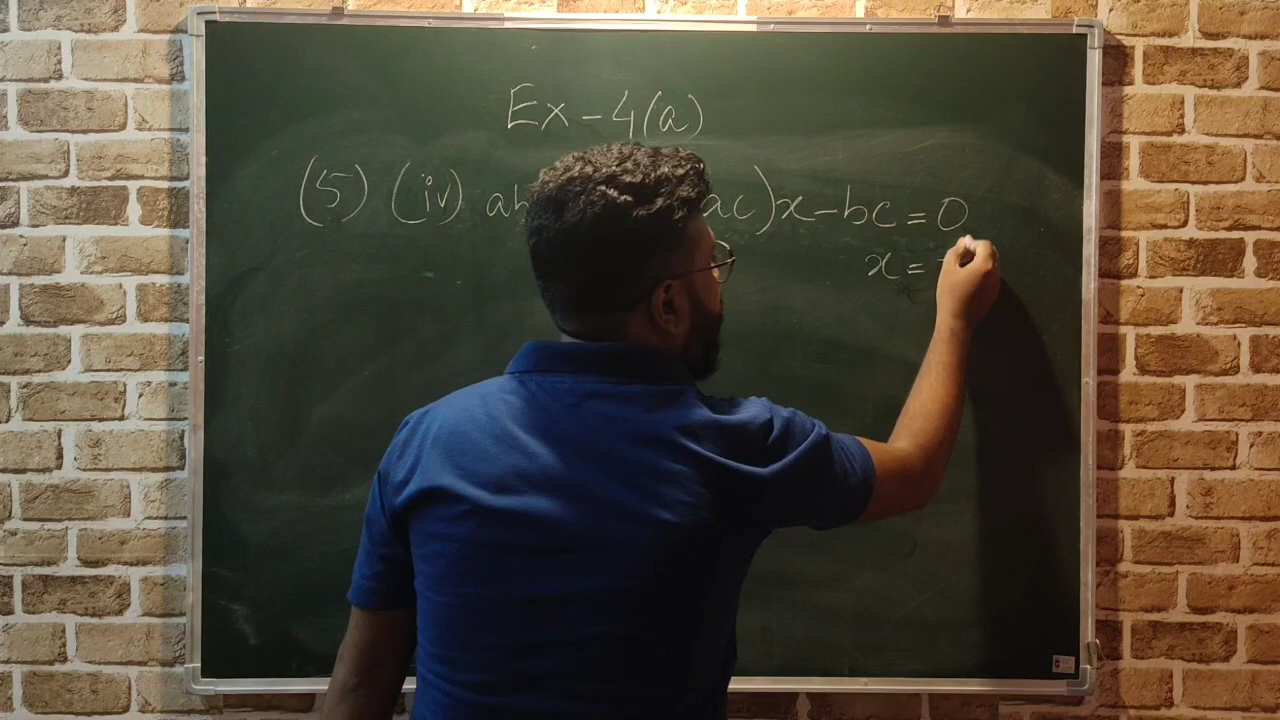 Ex-4(a)
(5) (iv) ab ac)x-bc=0
x=